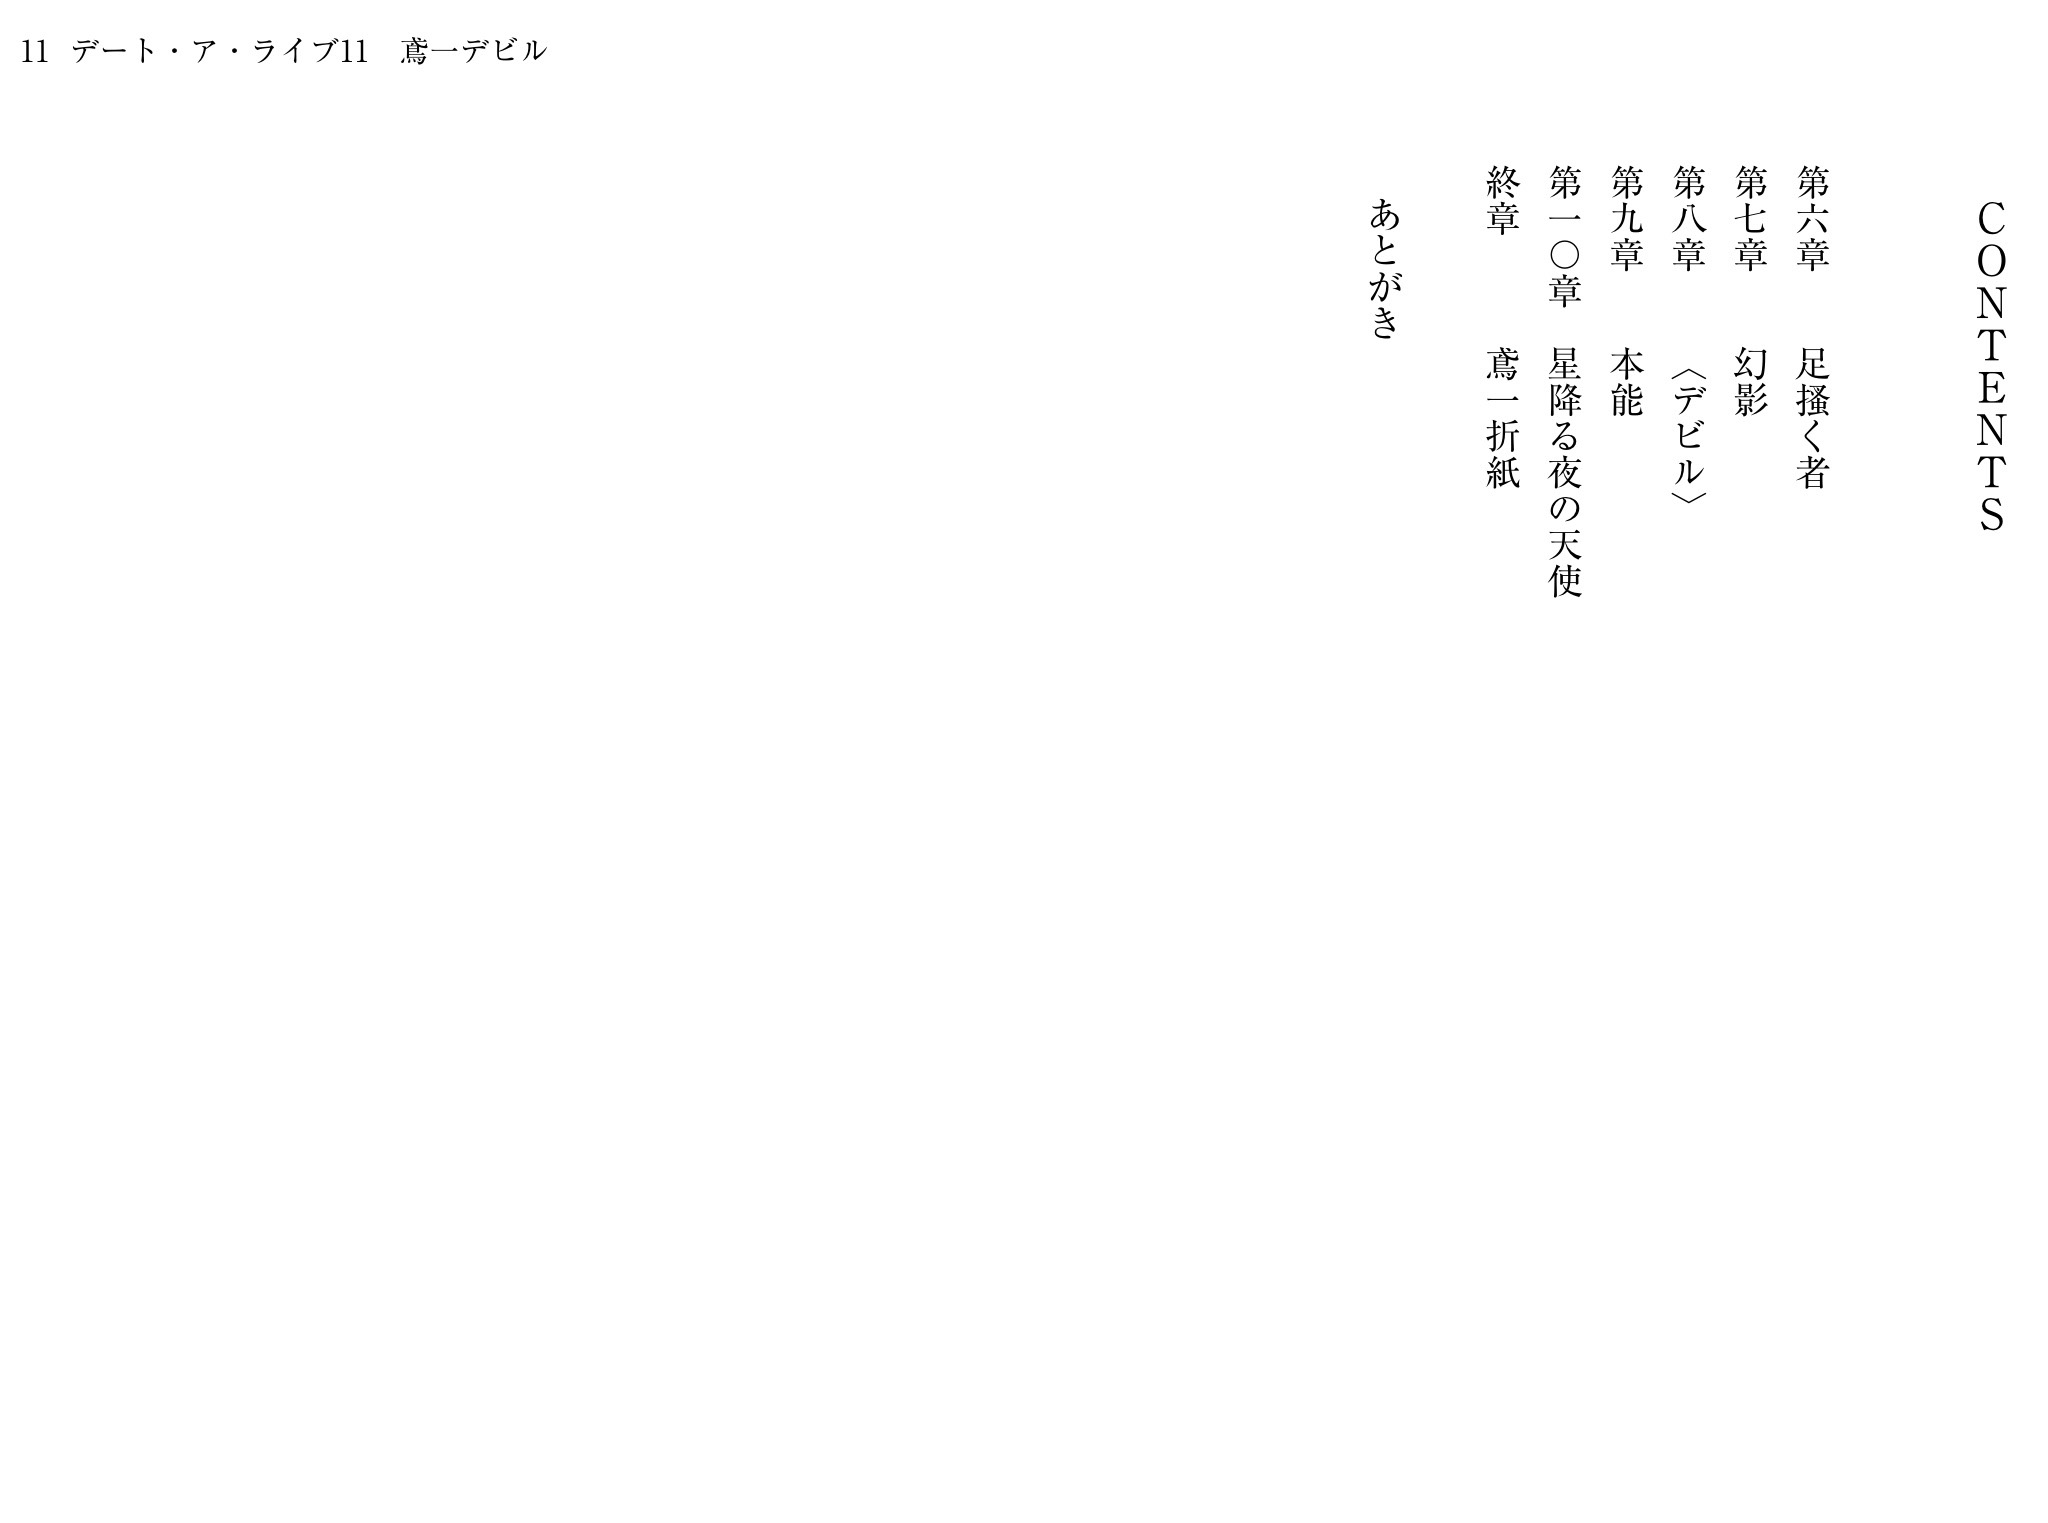 11 デート・ア・ライブ11　鳶一デビル
CONTENTS
第六章　足搔く者
第七章　幻影
第八章　〈デビル〉
第九章　本能
第一〇章　星降る夜の天使
終章　鳶一折紙
あとがき